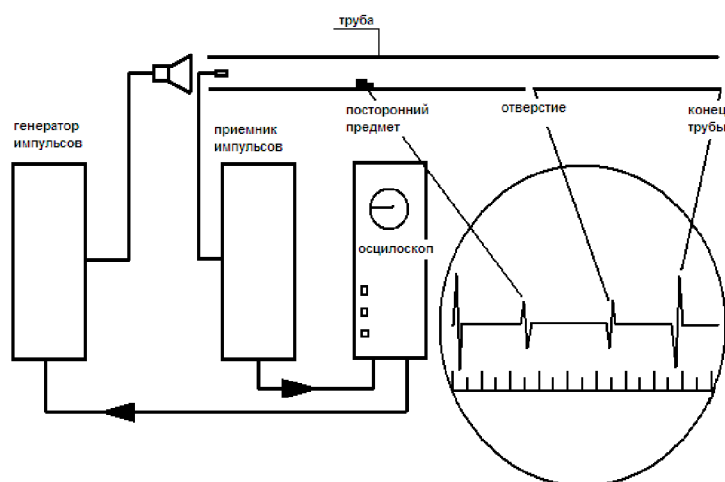 труба
посторонний
предмет
отверстие
конец
трубы
генератор
импульсов
приемник
импульсов
осцилоскоп